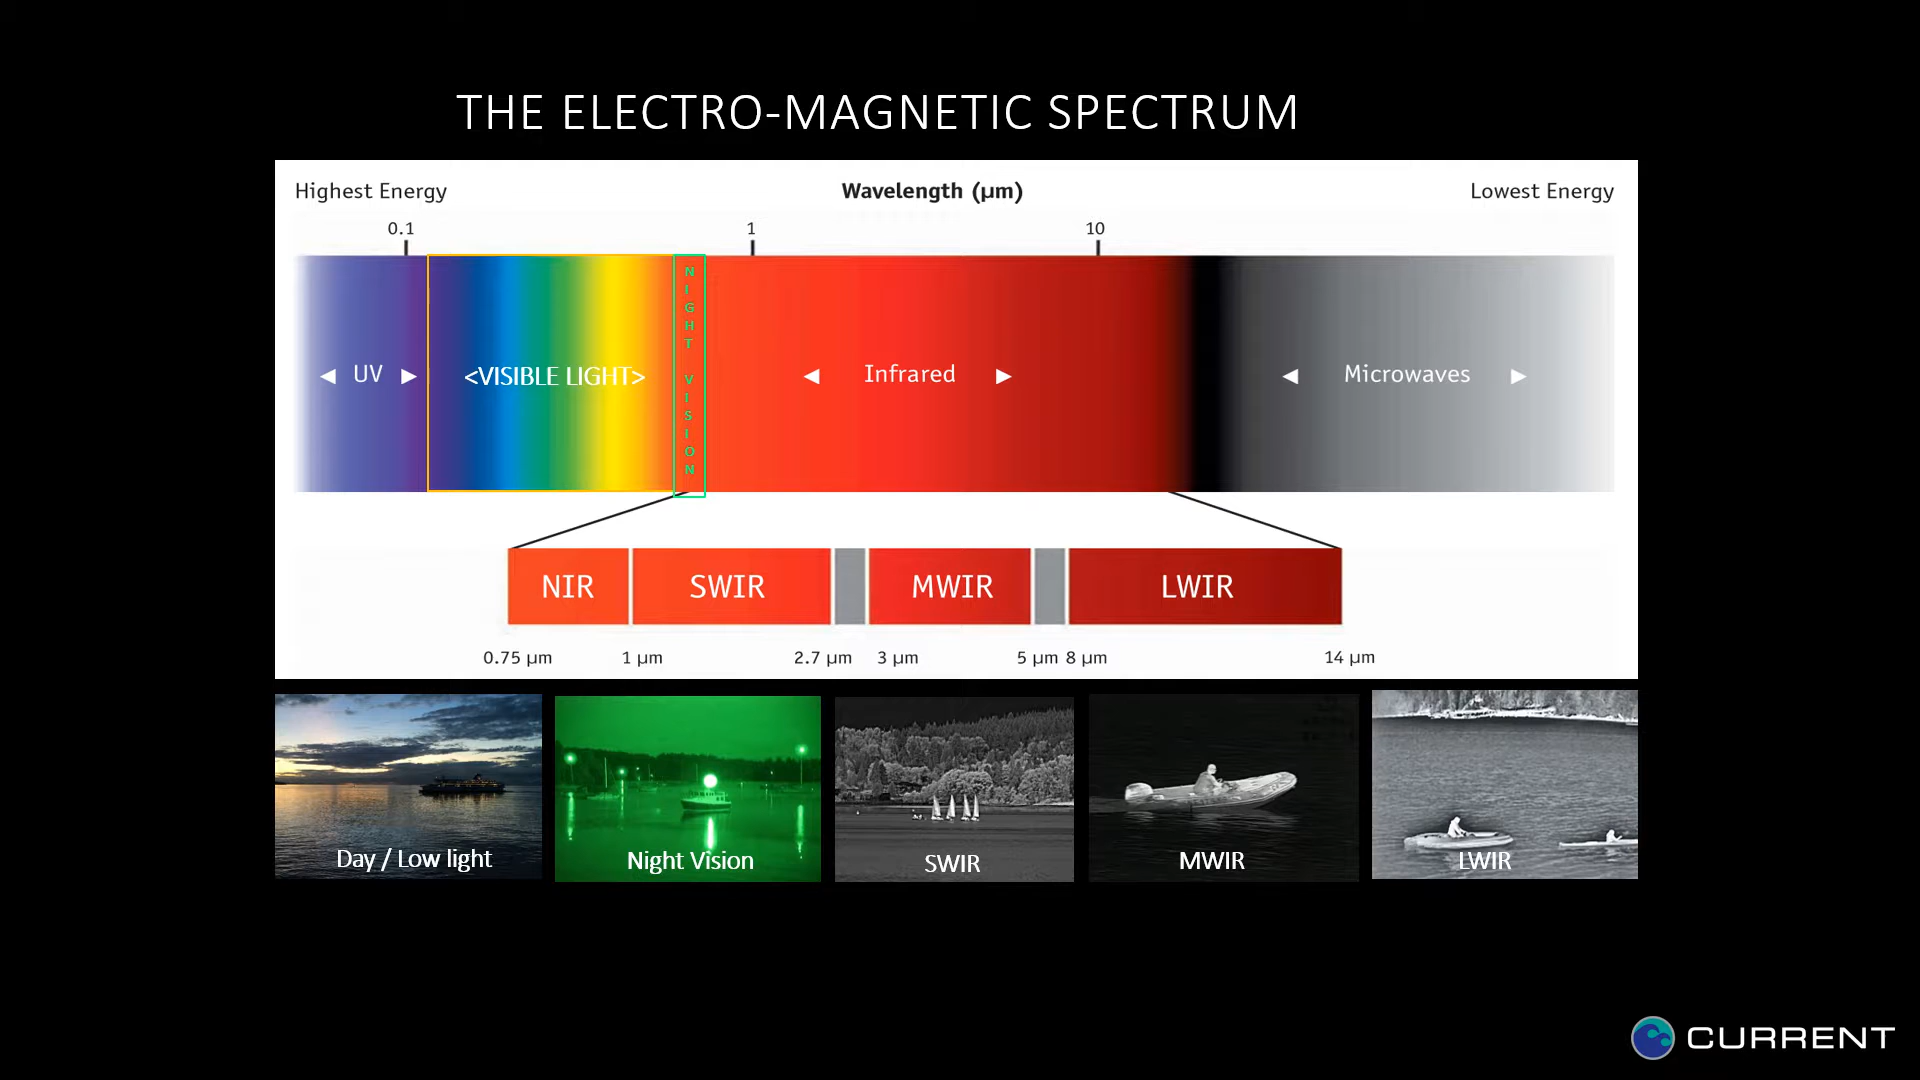 THE ELECTRO-MAGNETIC SPECTRUM
Highest Energy
Wavelength (µm)
Lowest Energy
0.1
1
10
UV
<VISIBLE LIGHT>
NIGHT VISION
Infrared
Microwaves
NIR
SWIR
MWIR
LWIR
0.75 µm
1 µm
2.7 µm
3 µm
5 µm
8 µm
14 µm
Day / Low light
Night Vision
SWIR
MWIR
LWIR
CURRENT